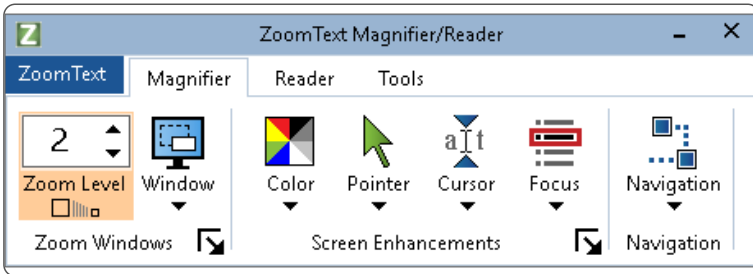 Z ZoomText Magnifier/Reader
ZoomText Magnifier Reader Tools
2
Zoom Level Window Color Pointer Cursor Focus Navigation
Zoom Windows Screen Enhancements Navigation